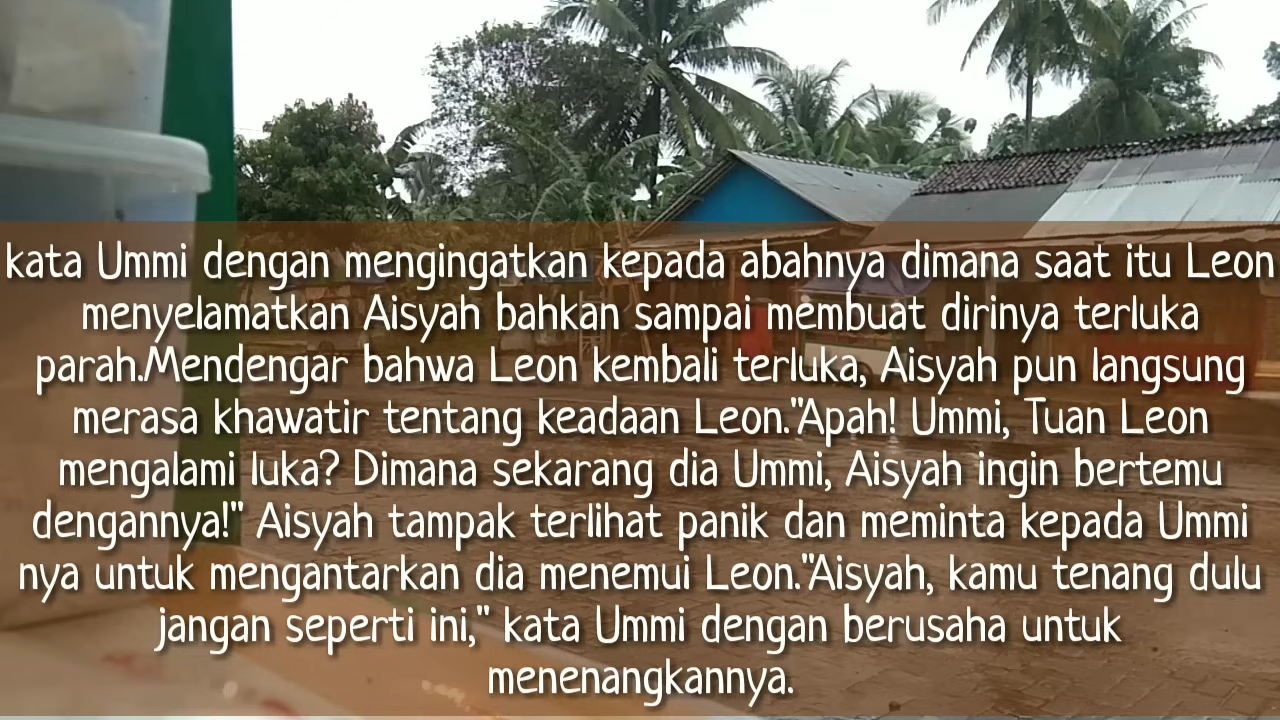 kata Ummi dengan mengingatkan kepada abahnya dimana saat itu Leon
menyelamatkan Aisyah bahkan sampai membuat dirinya terluka
parah.Mendengar bahwa Leon kembali terluka, Aisyah pun langsung
merasa khawatir tentang keadaan Leon."Apah! Ummi, Tuan Leon
mengalami luka? Dimana sekarang dia Ummi, Aisyah ingin bertemu
dengannya!" Aisyah tampak terlihat panik dan meminta kepada Ummi
nya untuk mengantarkan dia menemui Leon."Aisyah, kamu tenang dulu
jangan seperti ini," kata Ummi dengan berusaha untuk
menenangkannya.